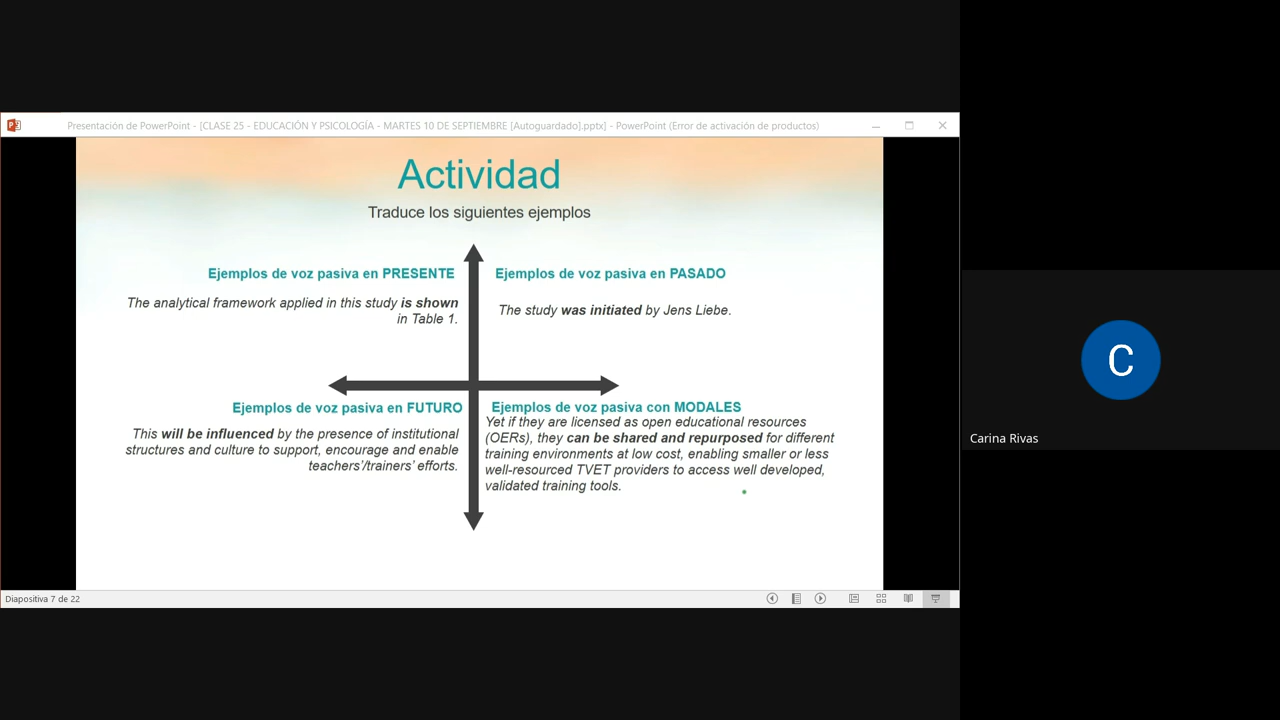 Presentación de PowerPoint - [CLASE 25 - EDUCACIÓN Y PSICOLOGÍA - MARTES 10 DE SEPTIEMBRE [Autoguardado].pptx] - PowerPoint (Error de activación de productos)
Actividad
Traduce los siguientes ejemplos
Ejemplos de voz pasiva en PRESENTE
The analytical framework applied in this study is shown
in Table 1.
Ejemplos de voz pasiva en PASADO
The study was initiated by Jens Liebe.
Ejemplos de voz pasiva en FUTURO
This will be influenced by the presence of institutional
structures and culture to support, encourage and enable
teachers'/trainers' efforts.
Ejemplos de voz pasiva con MODALES
Yet if they are licensed as open educational resources
(OERs), they can be shared and repurposed for different
training environments at low cost, enabling smaller or less
well-resourced TVET providers to access well developed,
validated training tools.
Diapositiva 7 de 22
C
Carina Rivas